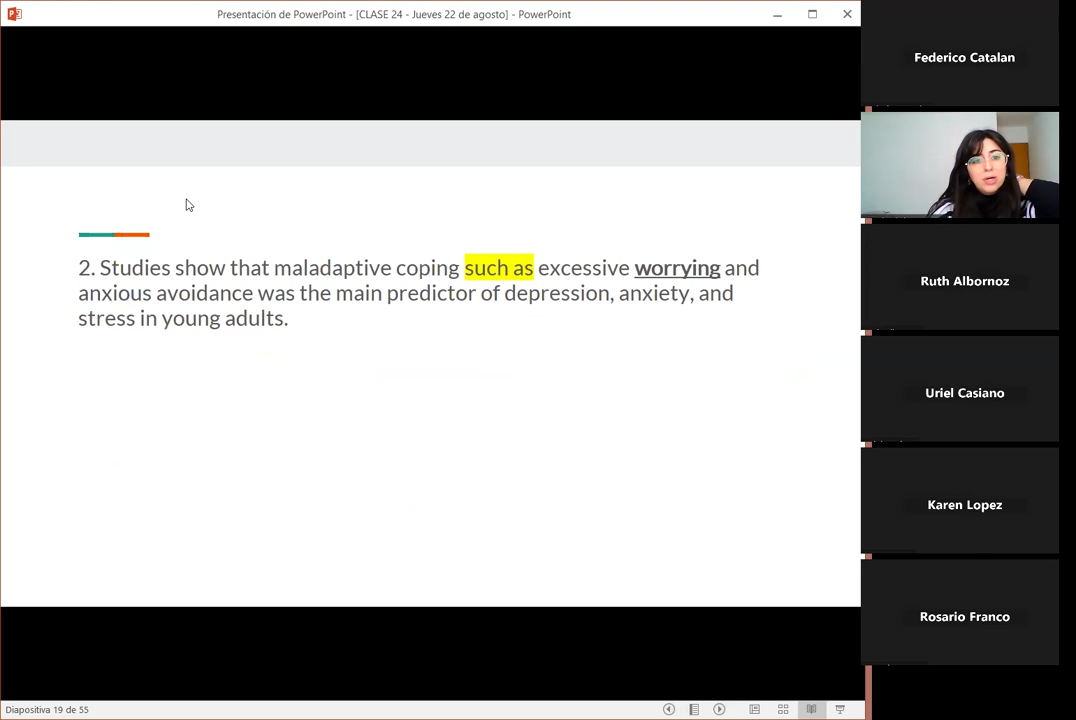 Presentación de PowerPoint - [CLASE 24 - Jueves 22 de agosto] - PowerPoint
Federico Catalan
2. Studies show that maladaptive coping such as excessive worrying and
anxious avoidance was the main predictor of depression, anxiety, and
stress in young adults.
Ruth Albornoz
Uriel Casiano
Karen Lopez
Rosario Franco
Diapositiva 19 de 55